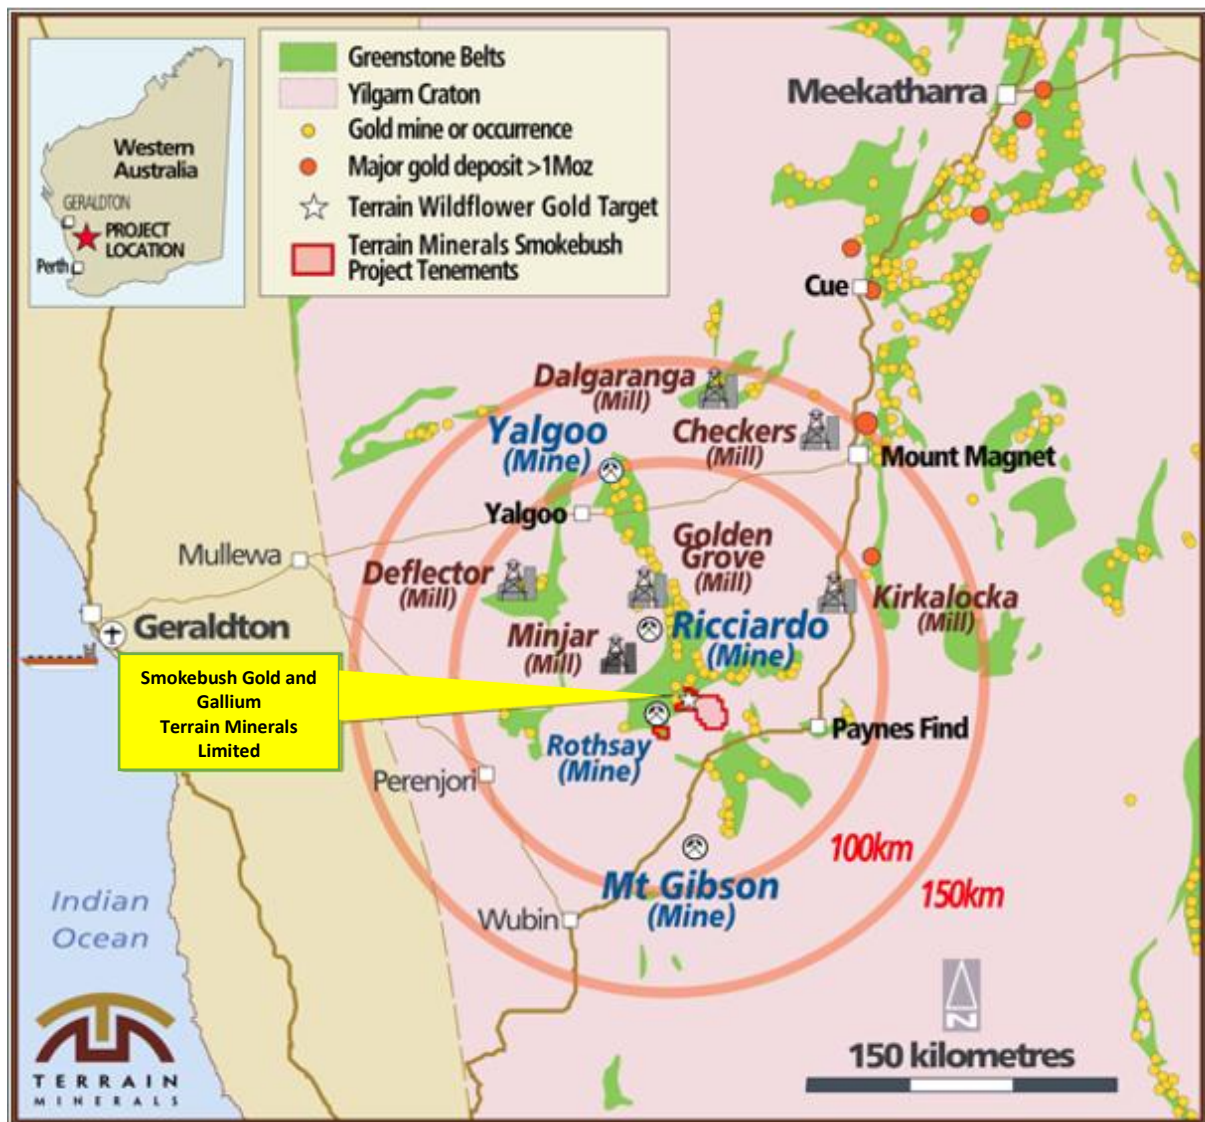 Greenstone Belts
Yilgarn Craton
Gold mine or occurrence
Major gold deposit >1Moz
Terrain Wildflower Gold Target
Terrain Minerals Smokebush
Project Tenements
Western
Australia
GERALDTON
PROJECT
LOCATION
Perth
Meekatharra
Cue
Dalgaranga
(Mill)
Checkers
(Mill)
Yalgoo
(Mine)
Mount Magnet
Yalgoo
Mullewa
Golden
Grove
(Mill)
Deflector
(Mill)
Kirkalocka
(Mill)
Geraldton
Minjar
(Mill)
Ricciardo
(Mine)
Smokebush Gold and
Gallium
Terrain Minerals
Limited
Rothsay
(Mine)
Paynes Find
Perenjori
100km
150km
Mt Gibson
(Mine)
Wubin
Indian
Ocean
N
150 kilometres
TERRAIN
MINERALS